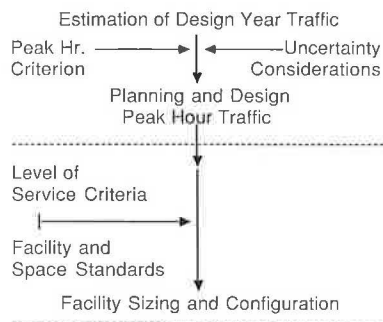 Estimation of Design Year Traffic
Peak Hr.
Criterion
Uncertainty
Considerations
Planning and Design
Peak Hour Traffic
Level of
Service Criteria
Facility and
Space Standards
Facility Sizing and Configuration